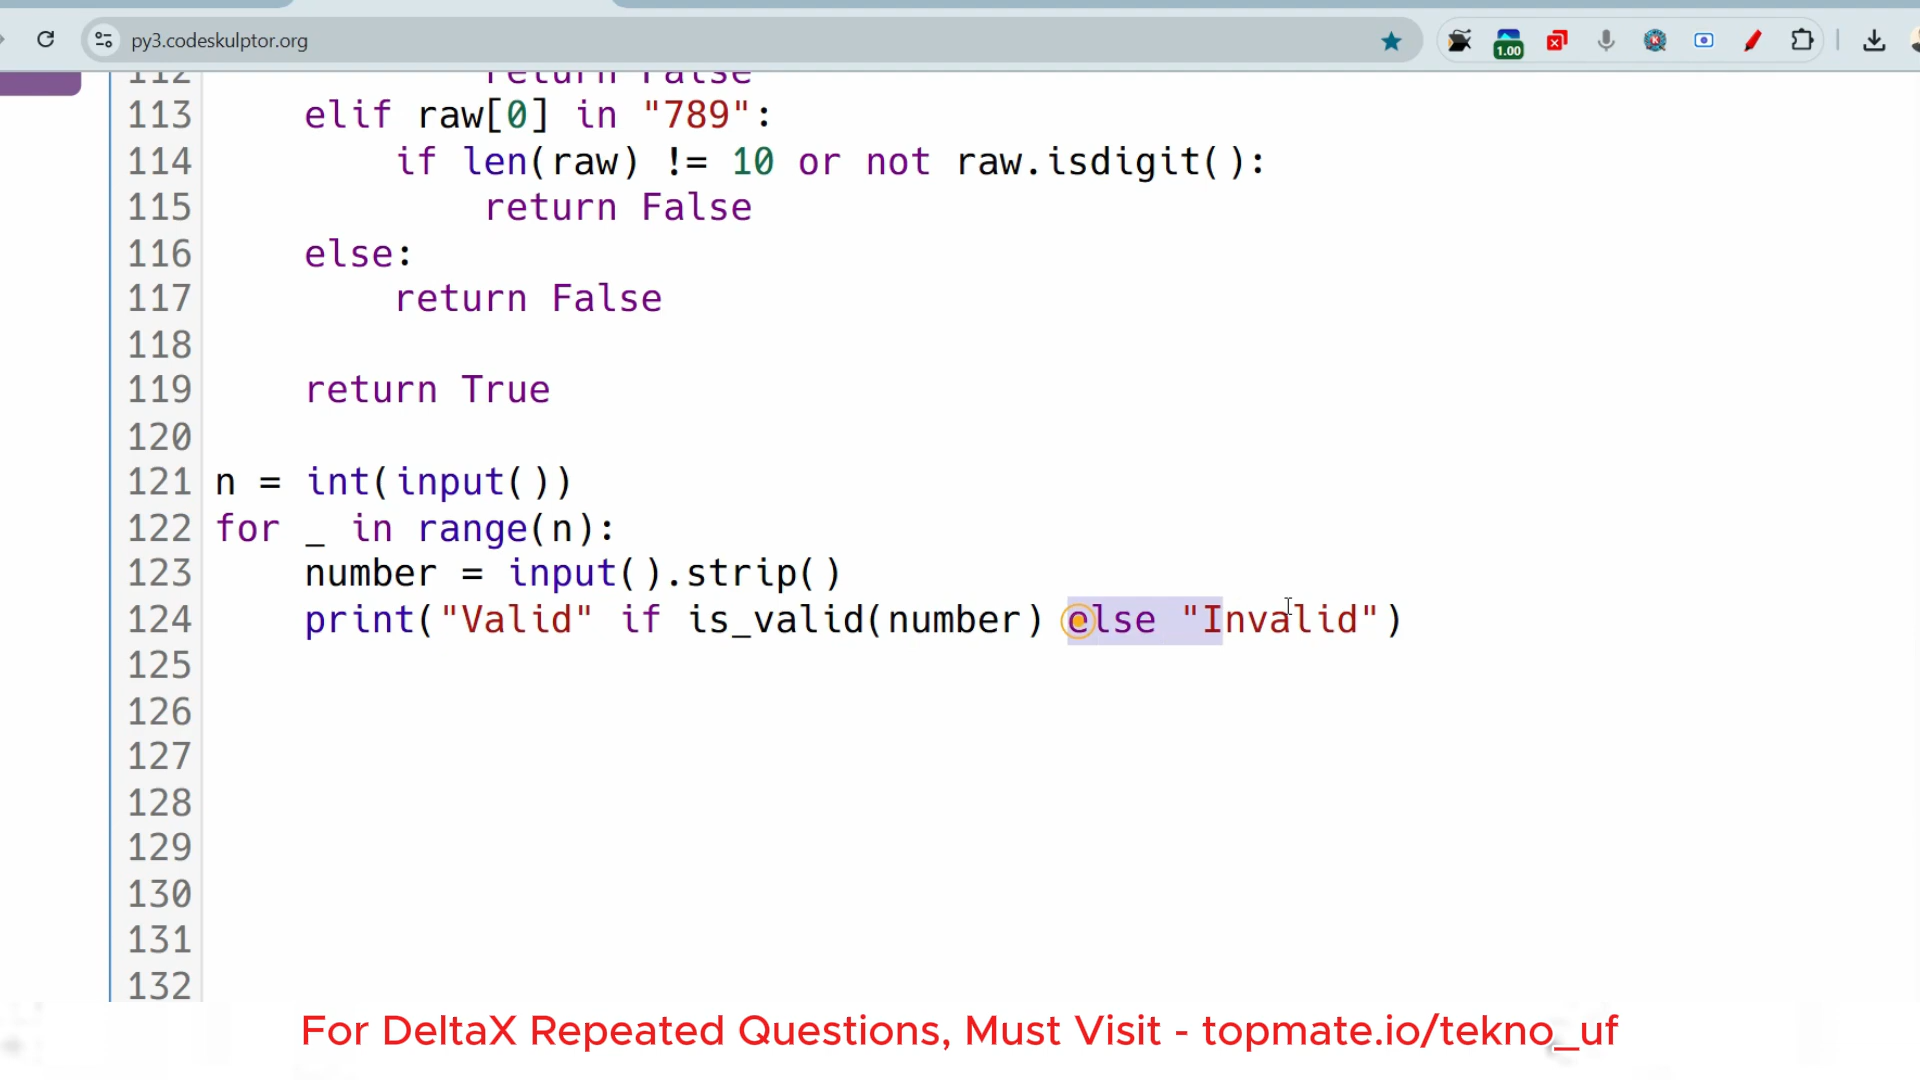 py3.codeskulptor.org
1.00
112 return False
113 elif raw[0] in "789":
114 if len(raw) != 10 or not raw.isdigit():
115 return False
116 else:
117 return False
118
119 return True
120
121 n = int(input())
122 for _ in range(n):
123 number = input().strip()
124 print("Valid" if is_valid(number) else "Invalid")
125
126
127
128
129
130
131
132
For DeltaX Repeated Questions, Must Visit - topmate.io/tekno_uf